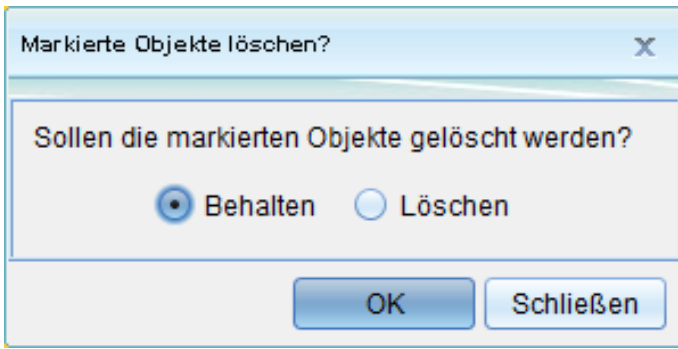 Markierte Objekte löschen? x
Sollen die markierten Objekte gelöscht werden?
Behalten Löschen
OK Schließen